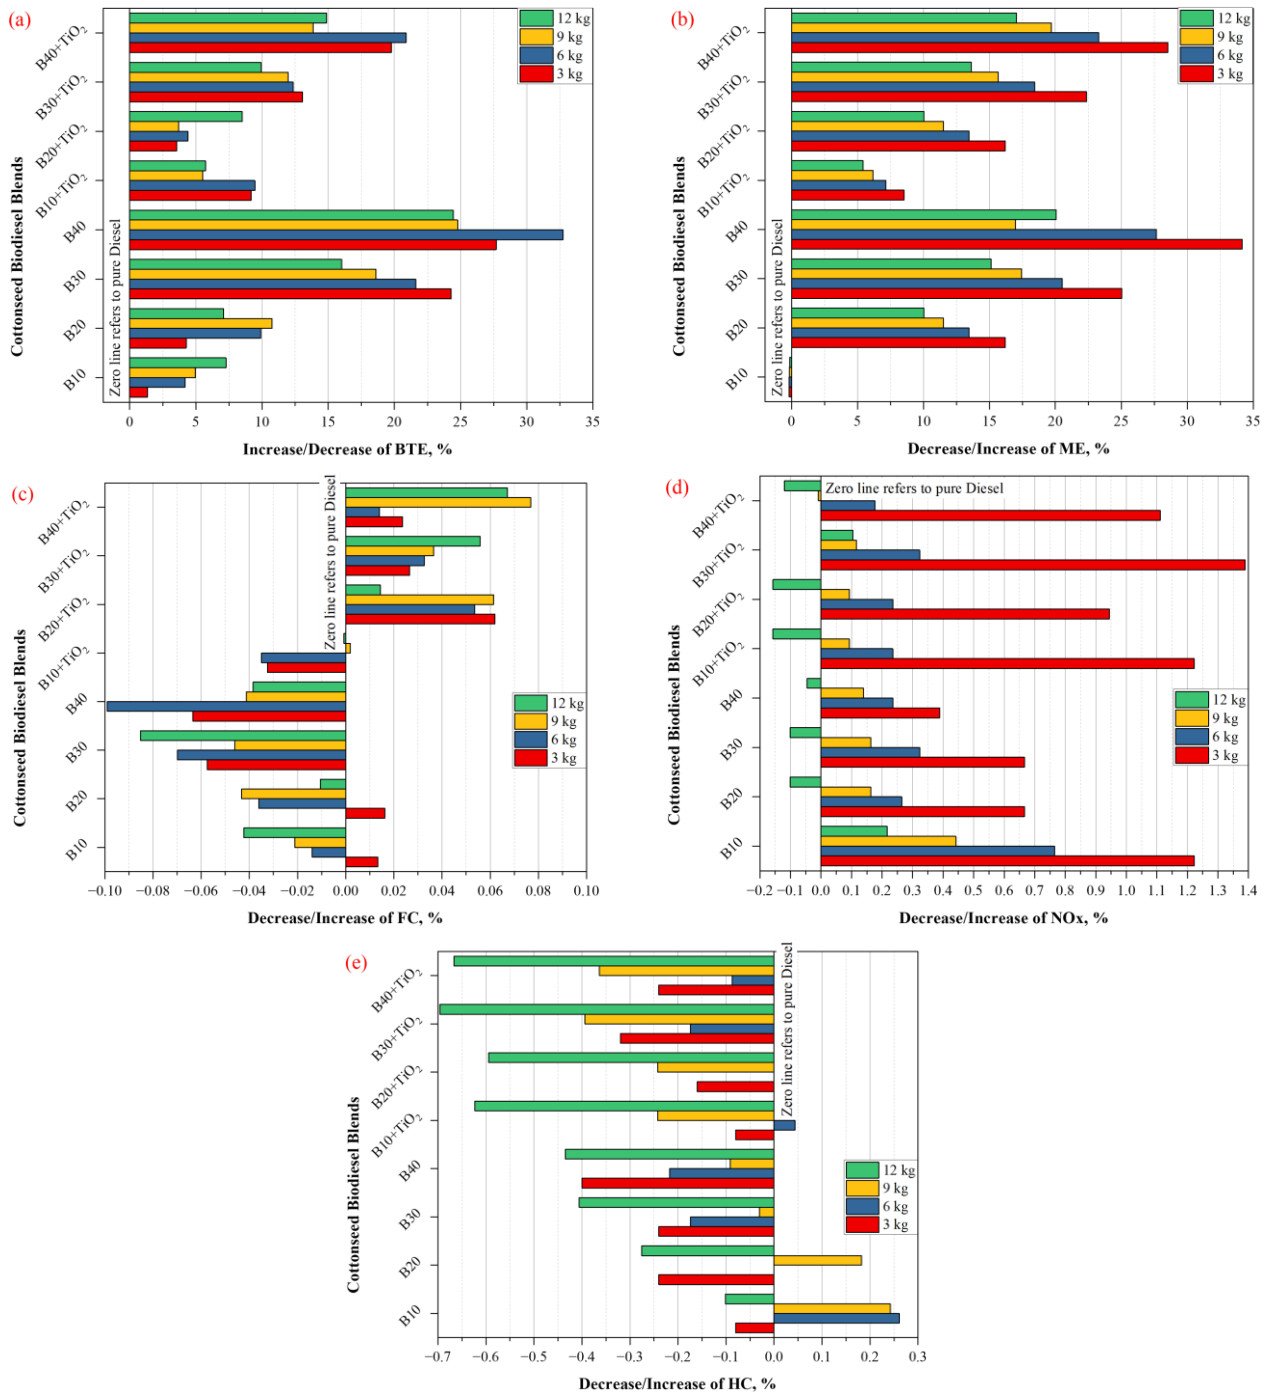 (a)
12 kg
9 kg
6 kg
3 kg
Cottonseed Biodiesel Blends
B40+TiO2
B30+TiO2
B20+TiO2
B10+TiO2
B40
B30
B20
B10
Zero line refers to pure Diesel
0 5 10 15 20 25 30 35
Increase/Decrease of BTE, %
(b)
12 kg
9 kg
6 kg
3 kg
Cottonseed Biodiesel Blends
B40+TiO2
B30+TiO2
B20+TiO2
B10+TiO2
B40
B30
B20
B10
Zero line refers to pure Diesel
0 5 10 15 20 25 30 35
Decrease/Increase of ME, %
(c)
Zero line refers to pure Diesel
Cottonseed Biodiesel Blends
B40+TiO2
B30+TiO2
B20+TiO2
B10+TiO2
B40
B30
B20
B10
12 kg
9 kg
6 kg
3 kg
−0.10 −0.08 −0.06 −0.04 −0.02 0.00 0.02 0.04 0.06 0.08 0.10
Decrease/Increase of FC, %
(d)
Zero line refers to pure Diesel
Cottonseed Biodiesel Blends
B40+TiO2
B30+TiO2
B20+TiO2
B10+TiO2
B40
B30
B20
B10
12 kg
9 kg
6 kg
3 kg
−0.2 −0.1 0.0 0.1 0.2 0.3 0.4 0.5 0.6 0.7 0.8 0.9 1.0 1.1 1.2 1.3 1.4
Decrease/Increase of NOx, %
(e)
Zero line refers to pure Diesel
Cottonseed Biodiesel Blends
B40+TiO2
B30+TiO2
B20+TiO2
B10+TiO2
B40
B30
B20
B10
12 kg
9 kg
6 kg
3 kg
−0.7 −0.6 −0.5 −0.4 −0.3 −0.2 −0.1 0.0 0.1 0.2 0.3
Decrease/Increase of HC, %